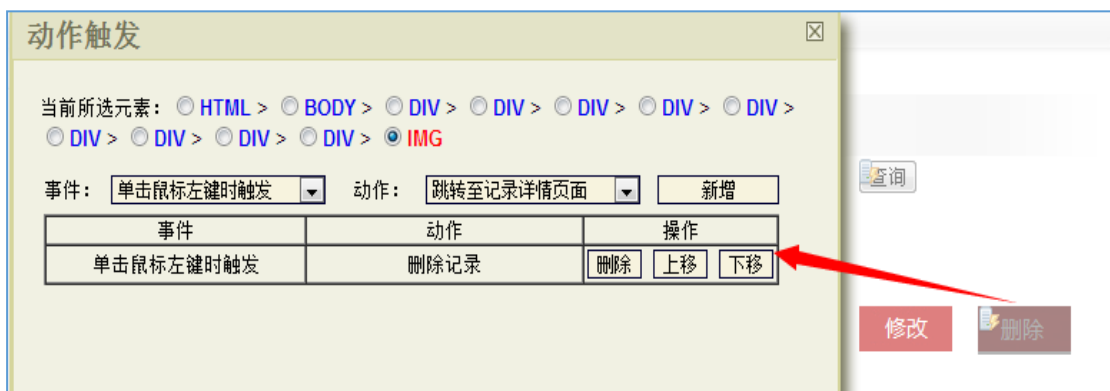 动作触发
当前所选元素： HTML > BODY > DIV > DIV > DIV > DIV > DIV >
DIV > DIV > DIV > DIV > IMG
事件： 单击鼠标左键时触发 动作： 跳转至记录详情页面 新增
事件 动作 操作
单击鼠标左键时触发 删除记录 删除 上移 下移
查询
修改 删除